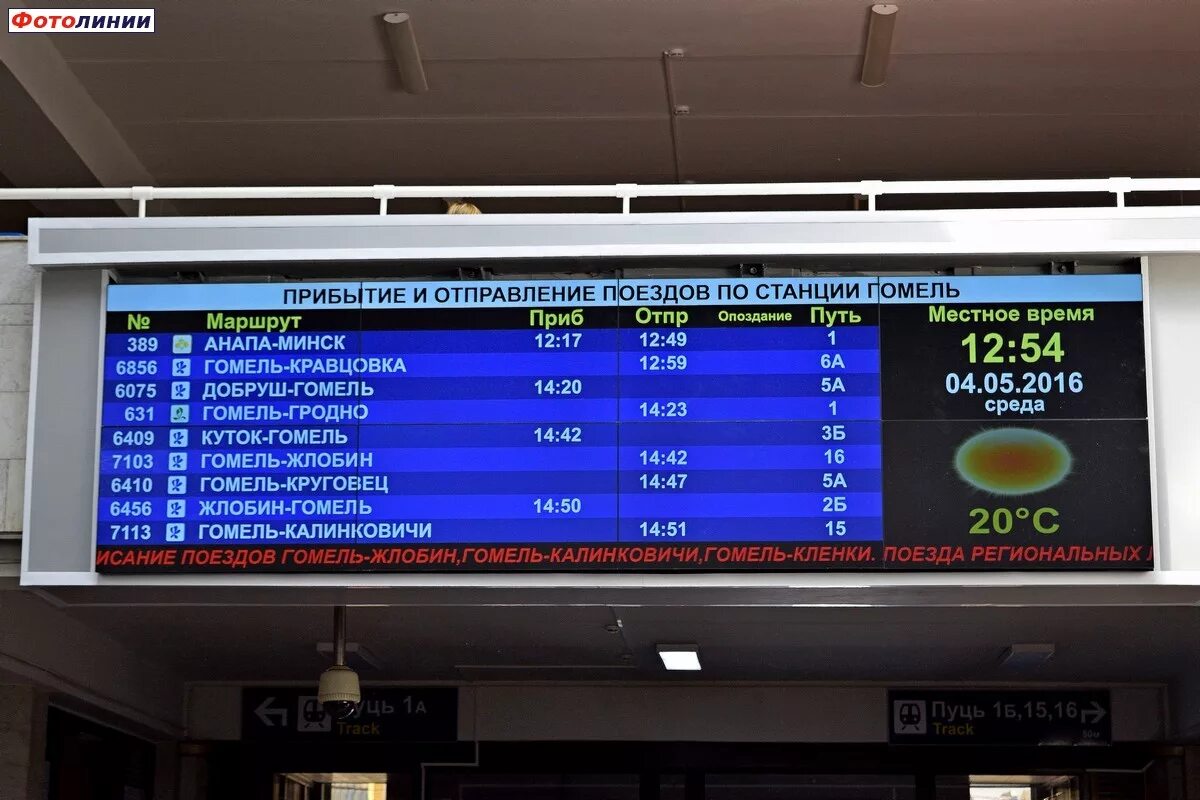 ФОТОЛИНИИ
ПРИБЫТИЕ И ОТПРАВЛЕНИЕ ПОЕЗДОВ ПО СТАНЦИИ ГОМЕЛЬ
№ Маршрут Приб Отпр Опоздание Путь
389 АНАПА-МИНСК 12:17 12:49 1
6856 ГОМЕЛЬ-КРАВЦОВКА 12:59 6А
6075 ДОБРУШ-ГОМЕЛЬ 14:20 5А
631 ГОМЕЛЬ-ГРОДНО 14:23 1
6409 КУТОК-ГОМЕЛЬ 14:42 3Б
7103 ГОМЕЛЬ-ЖЛОБИН 14:42 16
6410 ГОМЕЛЬ-КРУГОВЕЦ 14:47 5А
6456 ЖЛОБИН-ГОМЕЛЬ 14:50 2Б
7113 ГОМЕЛЬ-КАЛИНКОВИЧИ 14:51 15
Местное время
12:54
04.05.2016
среда
20°C
ИСАНИЕ ПОЕЗДОВ ГОМЕЛЬ-ЖЛОБИН,ГОМЕЛЬ-КАЛИНКОВИЧИ,ГОМЕЛЬ-КЛЕНКИ. ПОЕЗДА РЕГИОНАЛЬНЫХ
Пуць 1А
Track
Пуць 1Б,15,16
Track
50м